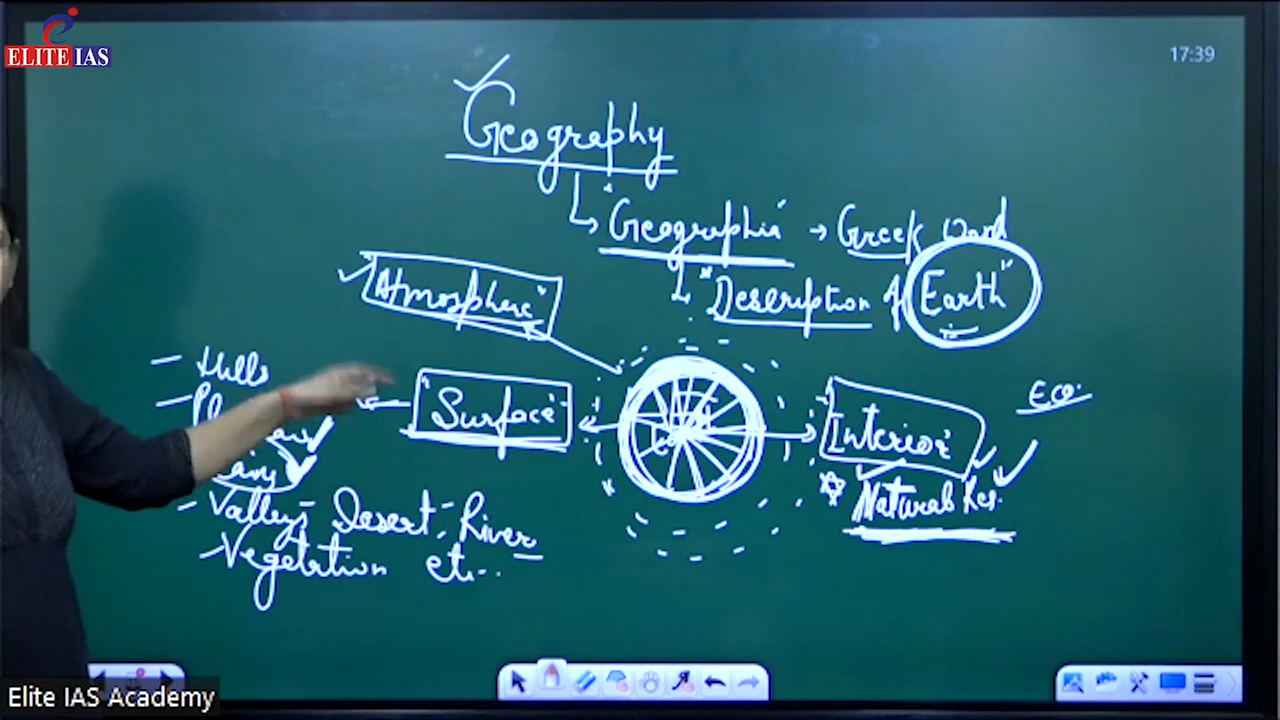 ELITE IAS
17:39
Geography
"Geographia" → Greek Word
"Description of Earth"
"Atmosphere"
"Surface"
"Interior"
Eco.
Natural Res.
- Hills
- Valleys - Desert, - River
- Vegetation etc...
Elite IAS Academy